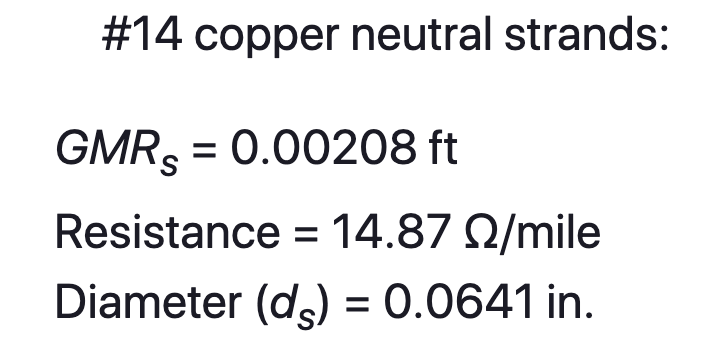 #14 copper neutral strands:
GMRₛ = 0.00208 ft
Resistance = 14.87 Ω/mile
Diameter (dₛ) = 0.0641 in.